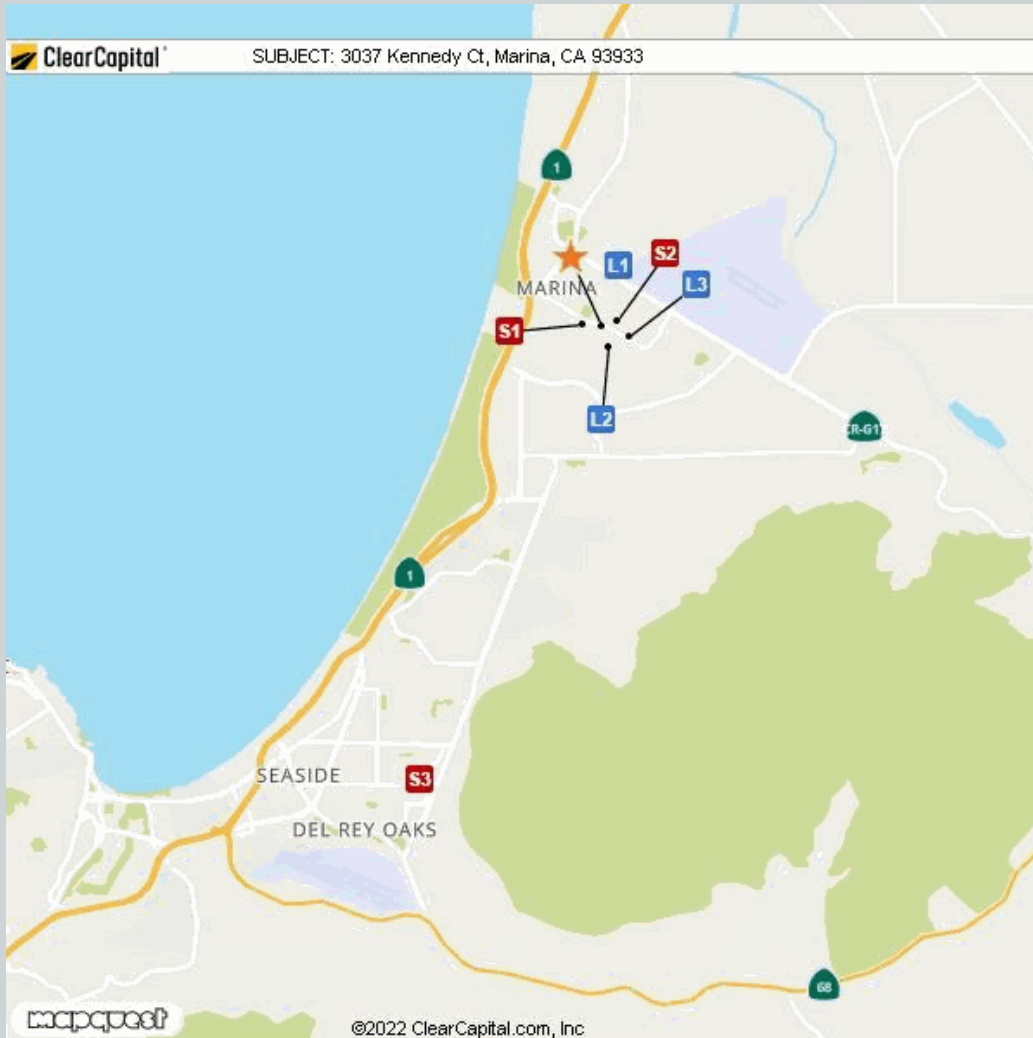 ClearCapital
SUBJECT: 3037 Kennedy Ct, Marina, CA 93933
1
S2
L1
L3
MARINA
S1
L2
CR-G17
1
SEASIDE
S3
DEL REY OAKS
68
mapquest
©2022 ClearCapital.com, Inc